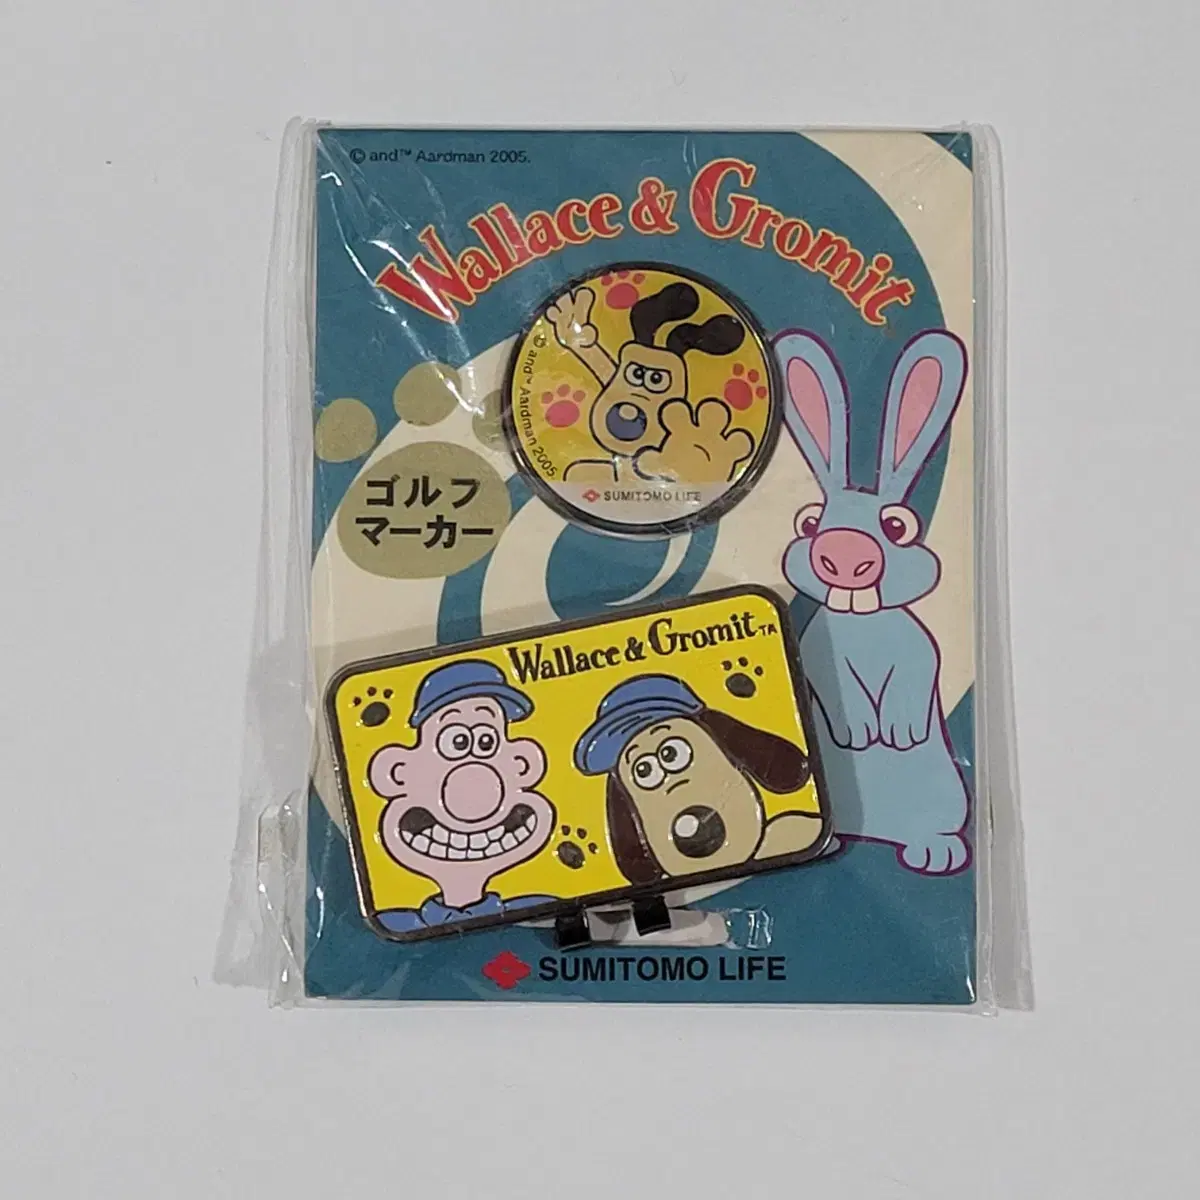 © and™ Aardman 2005.
Wallace & Gromit
© and™ Aardman 2005
SUMITOMO LIFE
ゴルフ
マーカー
Wallace & Gromit
SUMITOMO LIFE